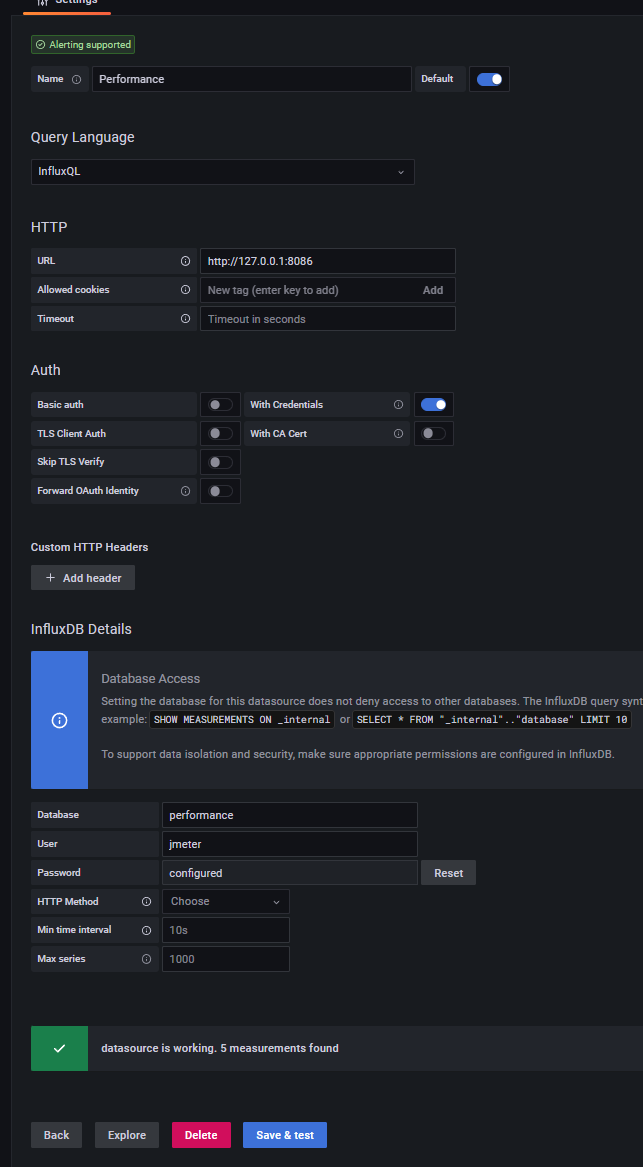 Settings
Alerting supported
Name Performance Default
Query Language
InfluxQL
HTTP
URL http://127.0.0.1:8086
Allowed cookies New tag (enter key to add) Add
Timeout Timeout in seconds
Auth
Basic auth With Credentials
TLS Client Auth With CA Cert
Skip TLS Verify
Forward OAuth Identity
Custom HTTP Headers
+ Add header
InfluxDB Details
Database Access
Setting the database for this datasource does not deny access to other databases. The InfluxDB query synt
example: SHOW MEASUREMENTS ON _internal or SELECT * FROM "_internal".."database" LIMIT 10
To support data isolation and security, make sure appropriate permissions are configured in InfluxDB.
Database performance
User jmeter
Password configured Reset
HTTP Method Choose
Min time interval 10s
Max series 1000
datasource is working. 5 measurements found
Back Explore Delete Save & test